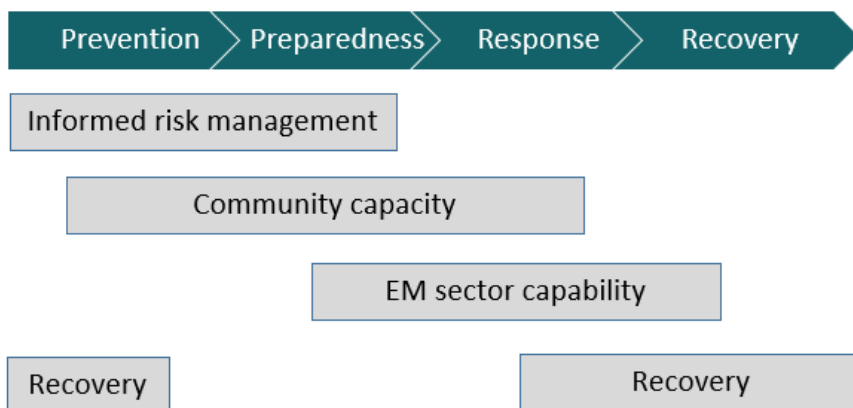 Prevention
Preparedness
Response
Recovery
Informed risk management
Community capacity
EM sector capability
Recovery
Recovery